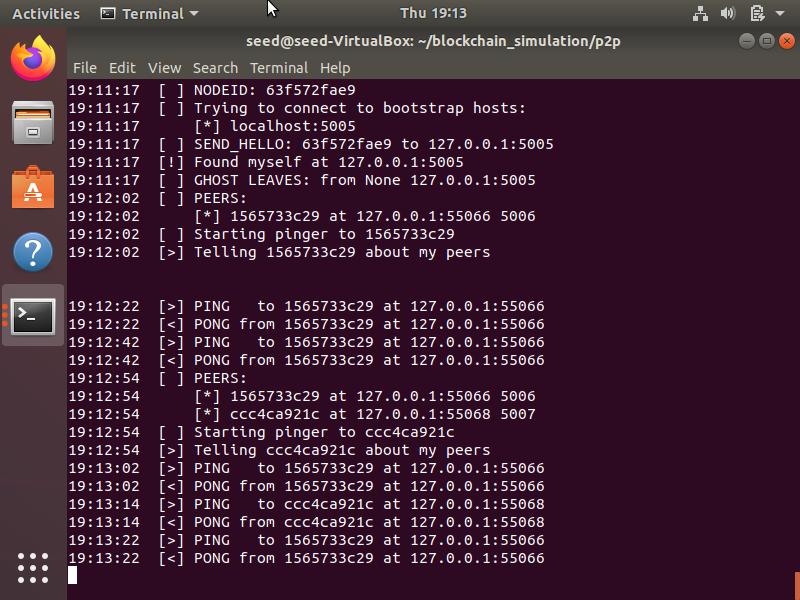 Activities Terminal Thu 19:13
seed@seed-VirtualBox: ~/blockchain_simulation/p2p
File Edit View Search Terminal Help
19:11:17  [ ] NODEID: 63f572fae9
19:11:17  [ ] Trying to connect to bootstrap hosts:
19:11:17      [*] localhost:5005
19:11:17  [ ] SEND_HELLO: 63f572fae9 to 127.0.0.1:5005
19:11:17  [!] Found myself at 127.0.0.1:5005
19:11:17  [ ] GHOST LEAVES: from None 127.0.0.1:5005
19:12:02  [ ] PEERS:
19:12:02      [*] 1565733c29 at 127.0.0.1:55066 5006
19:12:02  [ ] Starting pinger to 1565733c29
19:12:02  [>] Telling 1565733c29 about my peers
19:12:22  [>] PING   to 1565733c29 at 127.0.0.1:55066
19:12:22  [<] PONG from 1565733c29 at 127.0.0.1:55066
19:12:42  [>] PING   to 1565733c29 at 127.0.0.1:55066
19:12:42  [<] PONG from 1565733c29 at 127.0.0.1:55066
19:12:54  [ ] PEERS:
19:12:54      [*] 1565733c29 at 127.0.0.1:55066 5006
19:12:54      [*] ccc4ca921c at 127.0.0.1:55068 5007
19:12:54  [ ] Starting pinger to ccc4ca921c
19:12:54  [>] Telling ccc4ca921c about my peers
19:13:02  [>] PING   to 1565733c29 at 127.0.0.1:55066
19:13:02  [<] PONG from 1565733c29 at 127.0.0.1:55066
19:13:14  [>] PING   to ccc4ca921c at 127.0.0.1:55068
19:13:14  [<] PONG from ccc4ca921c at 127.0.0.1:55068
19:13:22  [>] PING   to 1565733c29 at 127.0.0.1:55066
19:13:22  [<] PONG from 1565733c29 at 127.0.0.1:55066